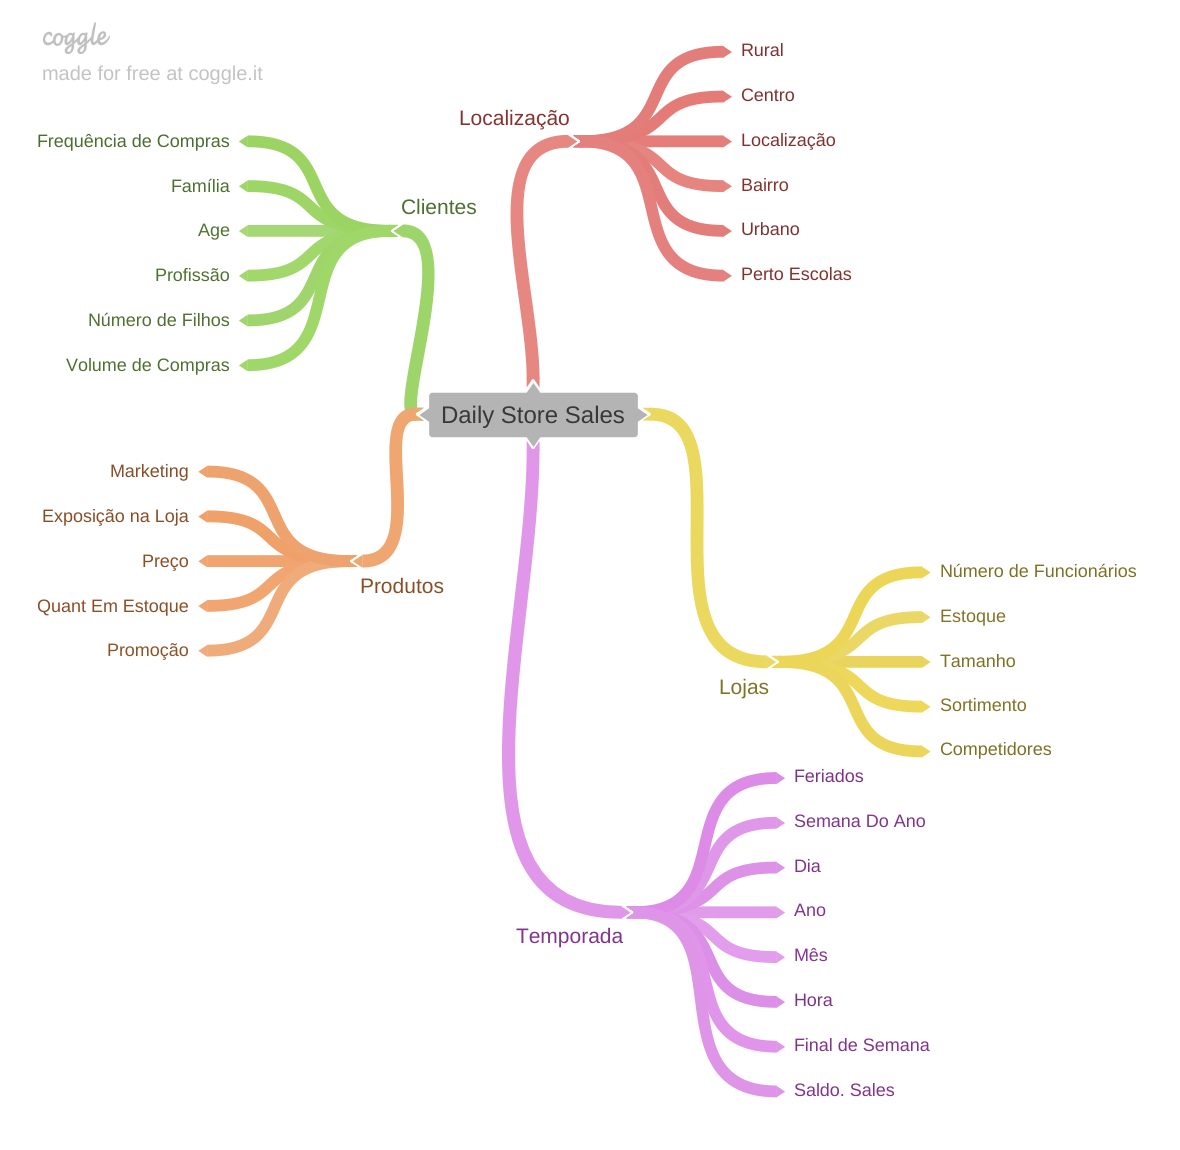 coggle
made for free at coggle.it
Daily Store Sales
Localização
Rural
Centro
Localização
Bairro
Urbano
Perto Escolas
Clientes
Frequência de Compras
Família
Age
Profissão
Número de Filhos
Volume de Compras
Produtos
Marketing
Exposição na Loja
Preço
Quant Em Estoque
Promoção
Lojas
Número de Funcionários
Estoque
Tamanho
Sortimento
Competidores
Temporada
Feriados
Semana Do Ano
Dia
Ano
Mês
Hora
Final de Semana
Saldo. Sales